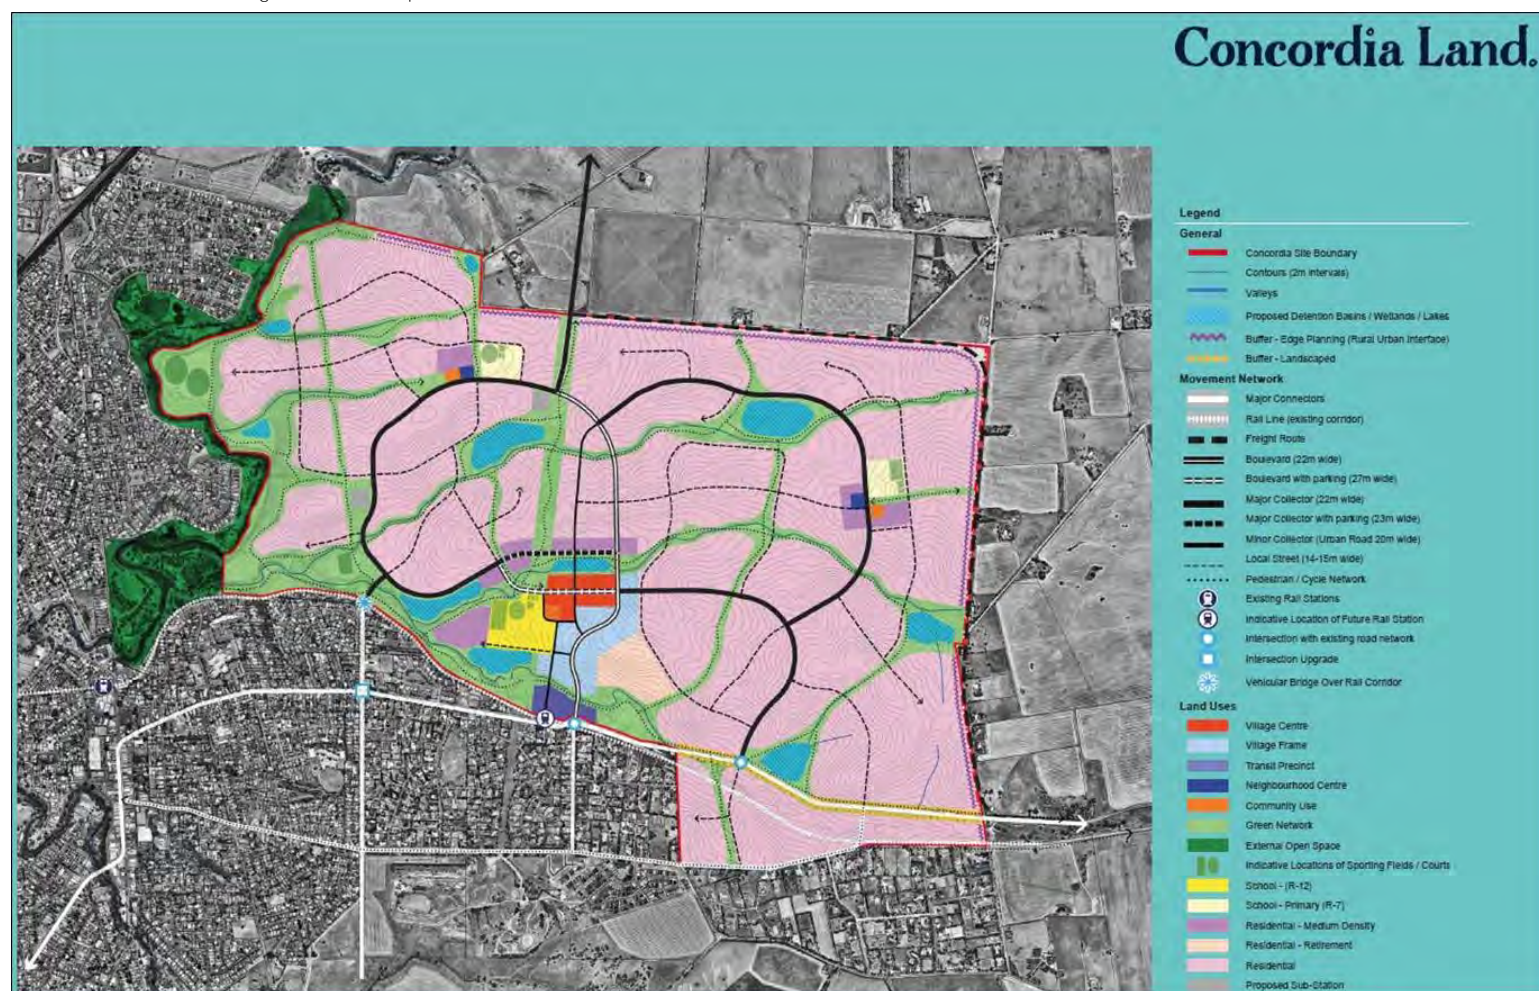 Concordia Land.
Legend
General
Concordia Site Boundary
Contours (2m Intervals)
Valleys
Proposed Detention Basins / Wetlands / Lakes
Buffer - Edge Planning (Rural Urban Interface)
Buffer - Landscaped
Movement Network
Major Connectors
Rail Line (existing corridor)
Freight Route
Boulevard (22m wide)
Boulevard with parking (27m wide)
Major Collector (22m wide)
Major Collector with parking (23m wide)
Minor Collector (Urban Road 20m wide)
Local Street (14-15m wide)
Pedestrian / Cycle Network
Existing Rail Stations
Indicative Location of Future Rail Station
Intersection with existing road network
Intersection Upgrade
Vehicular Bridge Over Rail Corridor
Land Uses
Village Centre
Village Frame
Transit Precinct
Neighbourhood Centre
Community Use
Green Network
External Open Space
Indicative Locations of Sporting Fields / Courts
School - (R-12)
School - Primary (R-7)
Residential - Medium Density
Residential - Retirement
Residential
Proposed Sub-Station